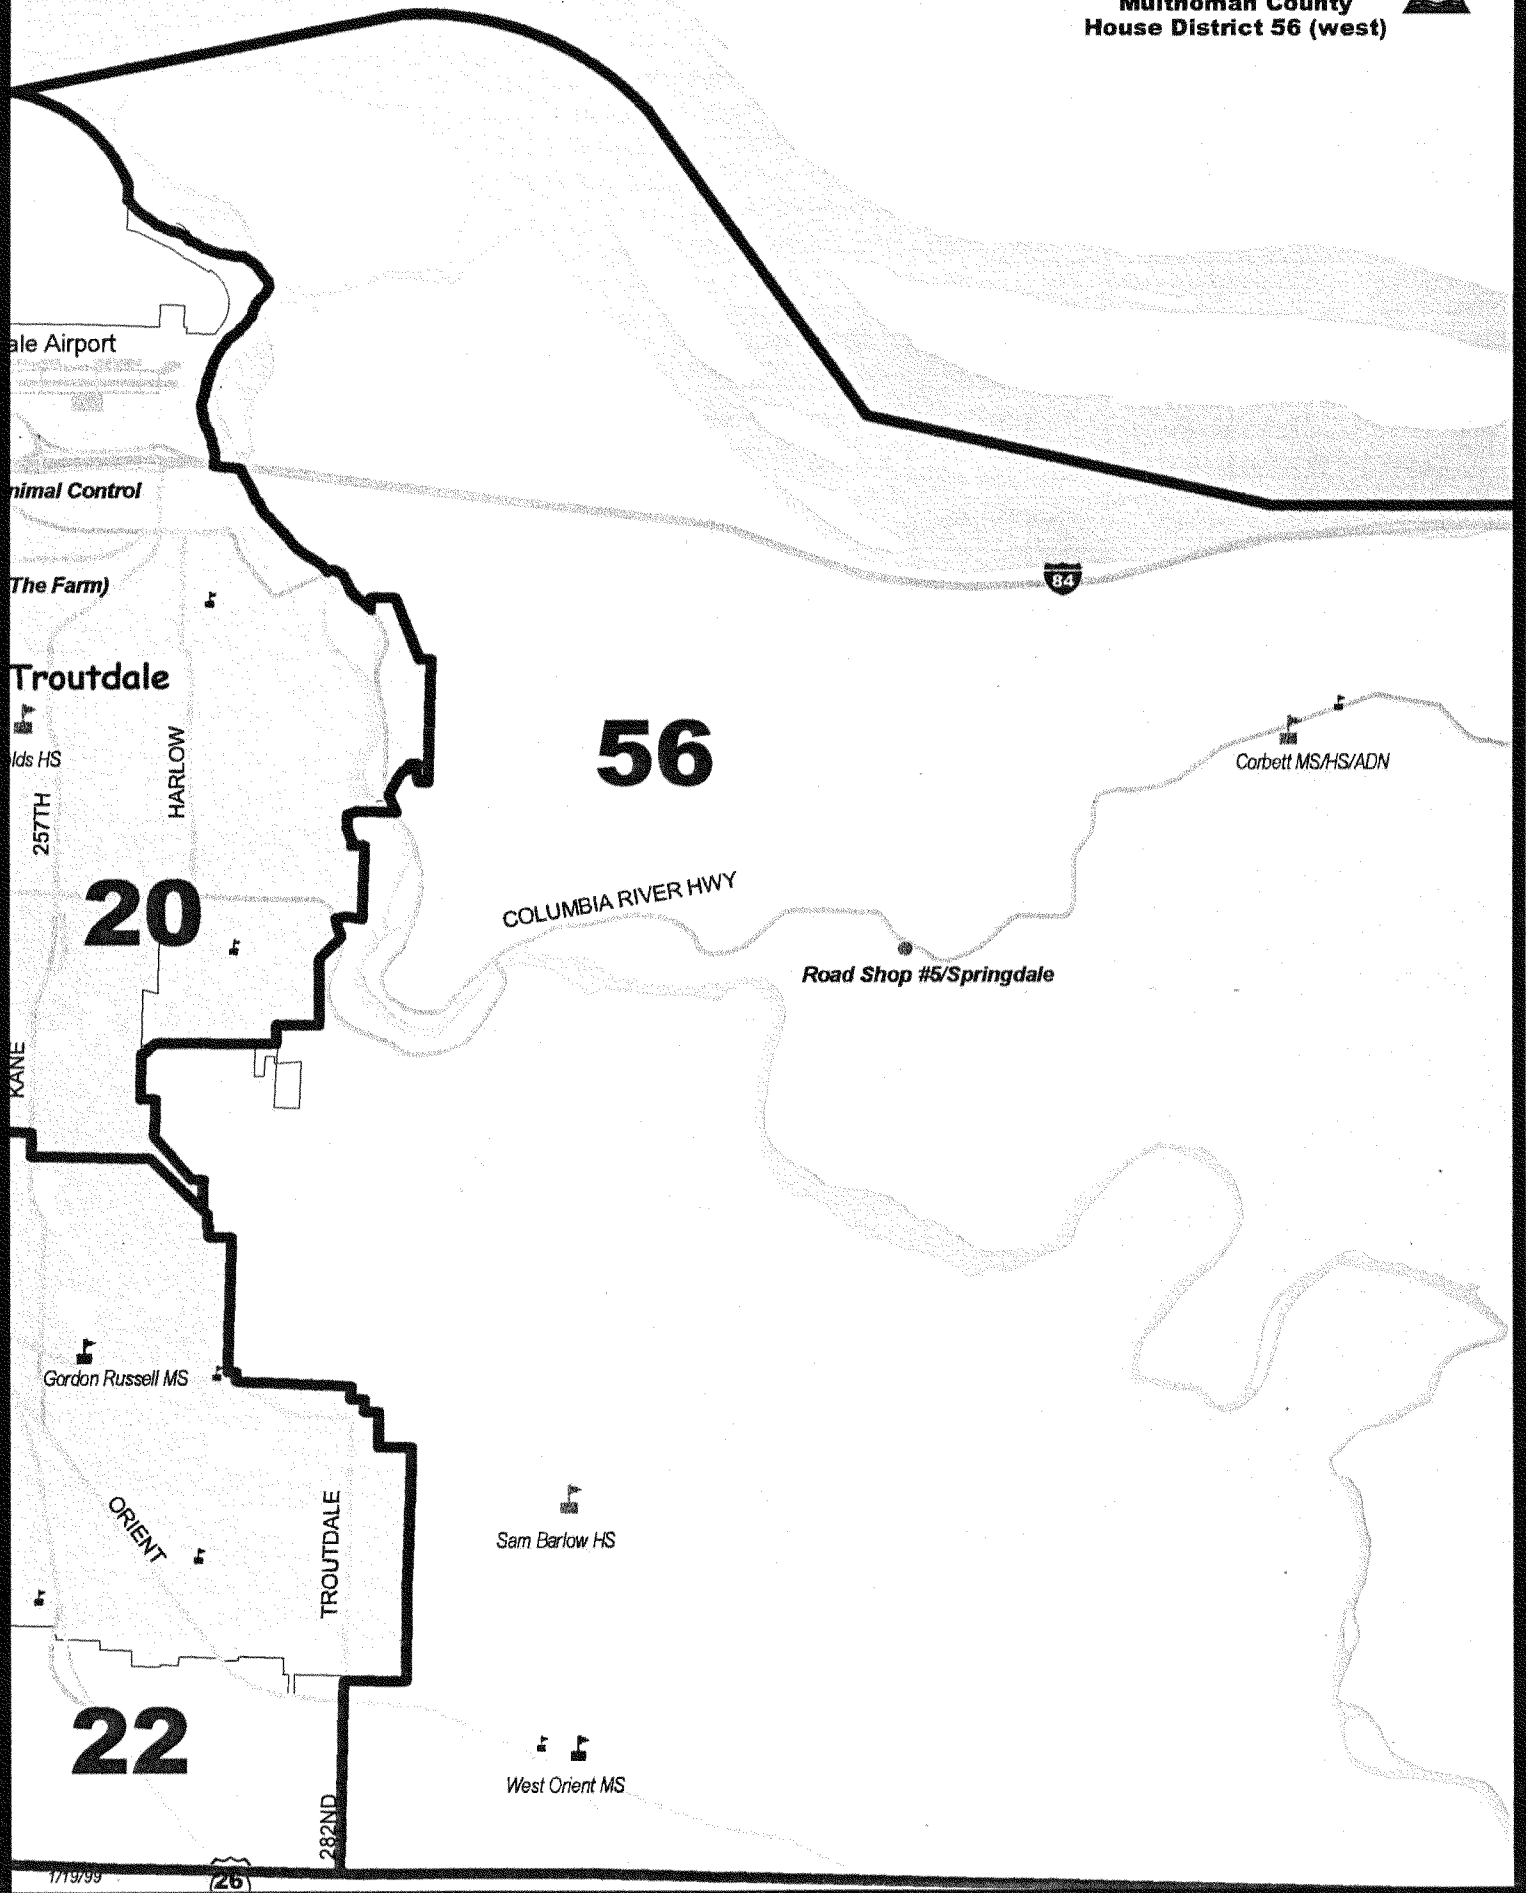 Multnomah County
House District 56 (west)
ale Airport
nimal Control
The Farm)
84
Troutdale
lds HS
HARLOW
257TH
56
Corbett MS/HS/ADN
20
COLUMBIA RIVER HWY
Road Shop #5/Springdale
KANE
Gordon Russell MS
ORIENT
TROUTDALE
Sam Barlow HS
22
West Orient MS
282ND
1/19/99
26